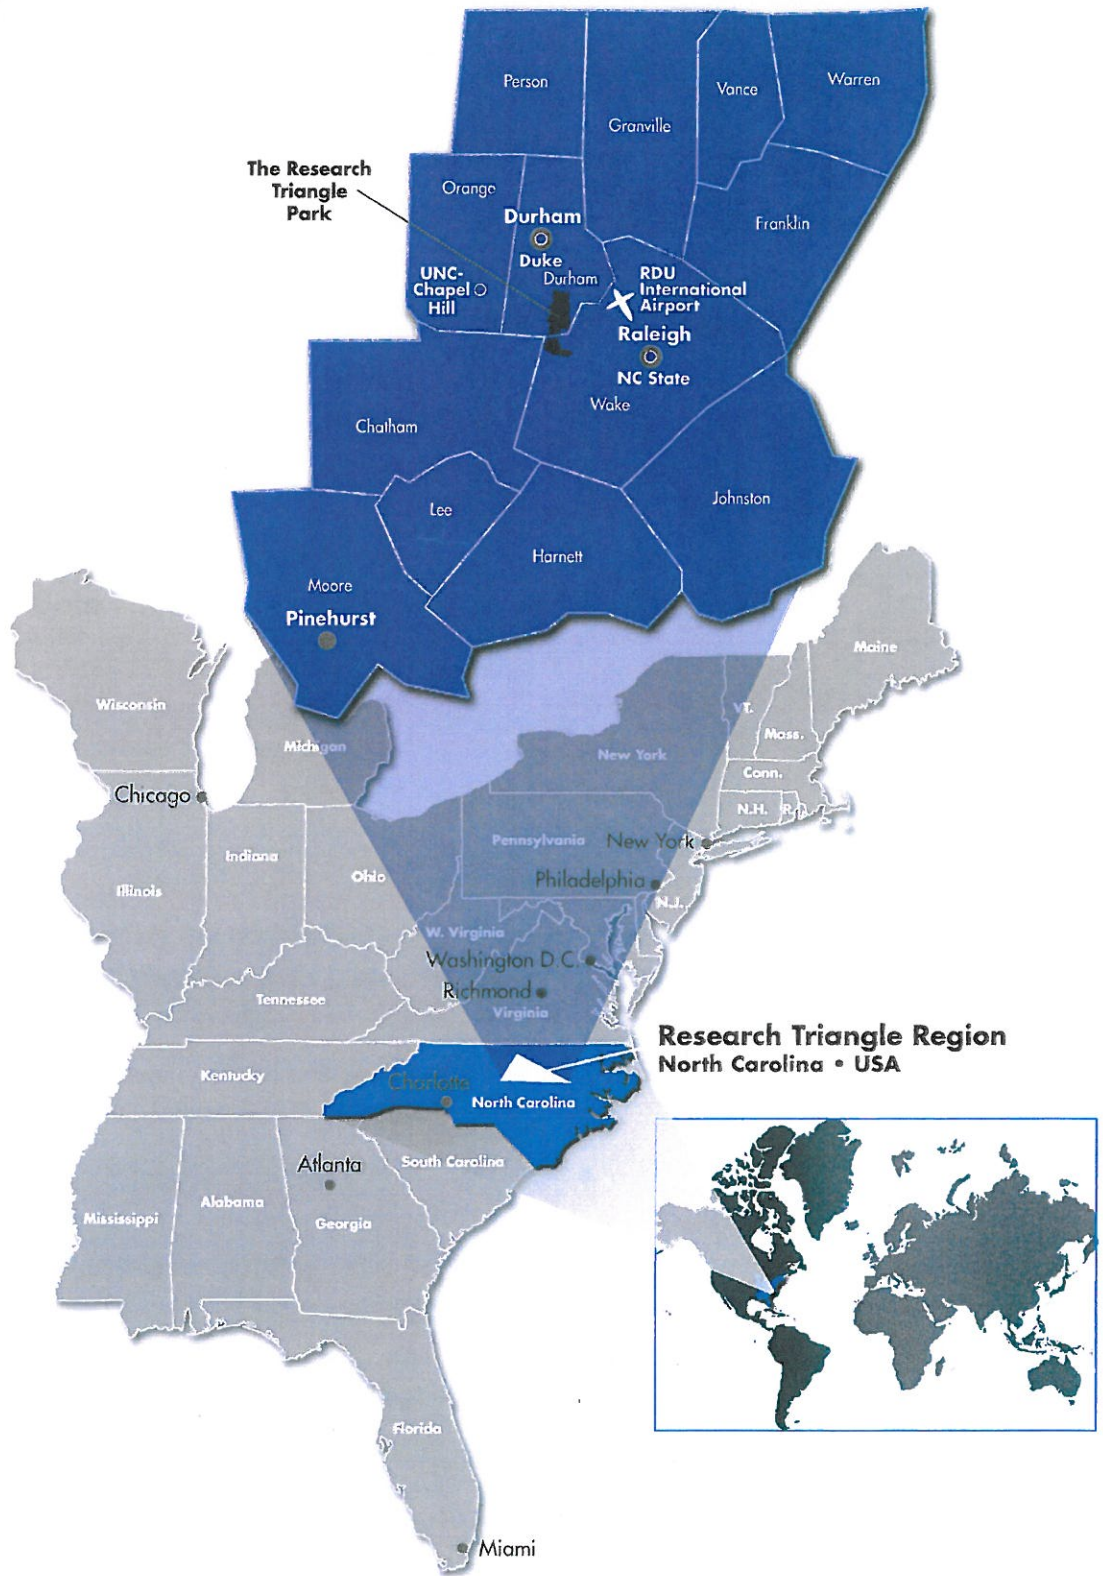 Person
Granville
Vance
Warren
The Research
Triangle
Park
Orange
Durham
Duke
Durham
Franklin
UNC-
Chapel
Hill
RDU
International
Airport
Raleigh
NC State
Wake
Chatham
Lee
Johnston
Harnett
Moore
Pinehurst
Maine
Wisconsin
Michigan
VT.
Mass.
New York
Conn.
N.H.
R.I.
Chicago
Pennsylvania
New York
Indiana
Ohio
Illinois
Philadelphia
N.J.
W. Virginia
Washington D.C.
Richmond
Virginia
Tennessee
Research Triangle Region
North Carolina • USA
Kentucky
Charlotte
North Carolina
Atlanta
South Carolina
Alabama
Mississippi
Georgia
Florida
Miami